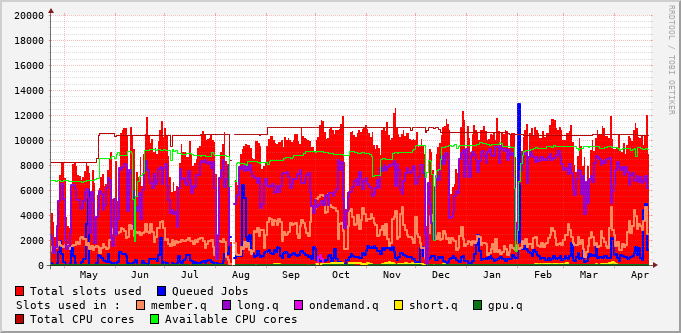 20000
18000
16000
14000
12000
10000
8000
6000
4000
2000
0
May Jun Jul Aug Sep Oct Nov Dec Jan Feb Mar Apr
RRDTOOL / TOBI OETIKER
Total slots used Queued Jobs
Slots used in : member.q long.q ondemand.q short.q gpu.q
Total CPU cores Available CPU cores